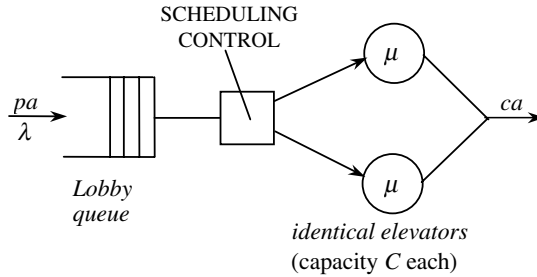 SCHEDULING
CONTROL
pa
λ
Lobby
queue
μ
μ
ca
identical elevators
(capacity C each)